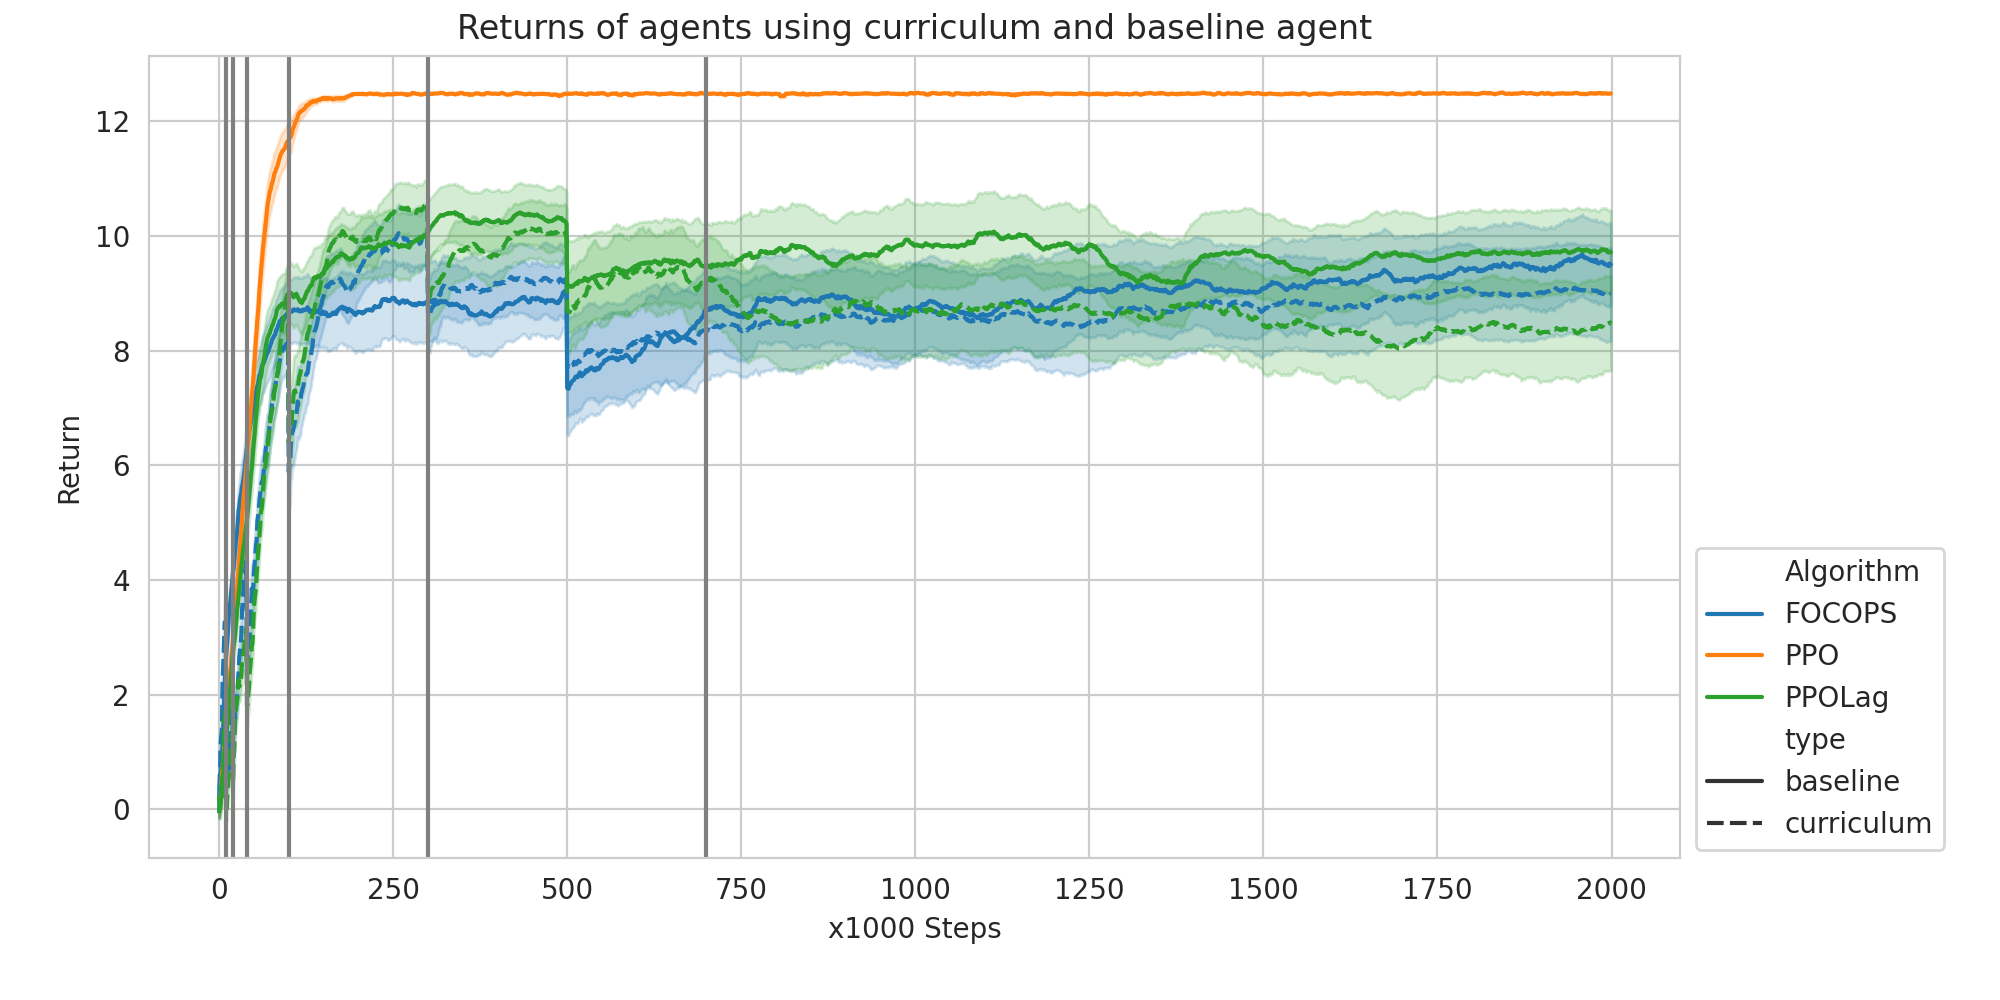 Returns of agents using curriculum and baseline agent
12
10
8
6
4
2
0
Return
0 250 500 750 1000 1250 1500 1750 2000
x1000 Steps
Algorithm
FOCOPS
PPO
PPOLag
type
baseline
curriculum